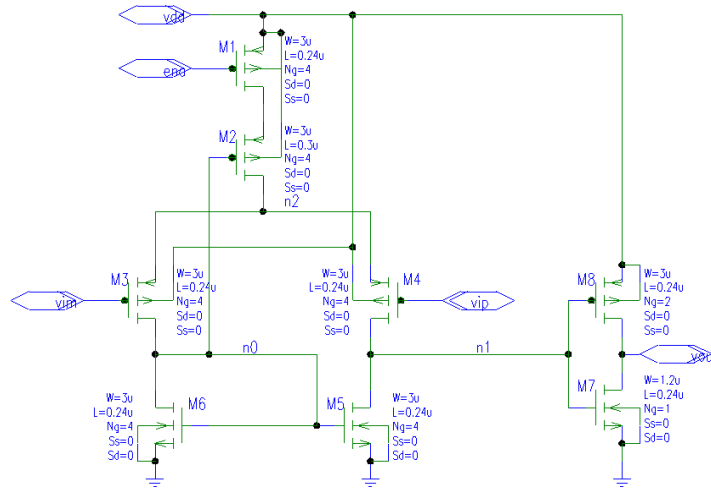 vdd
M1
W=3u
L=0.24u
Ng=4
Sd=0
Ss=0
ena
M2
W=3u
L=0.3u
Ng=4
Sd=0
Ss=0
n2
M3
W=3u
L=0.24u
Ng=4
Sd=0
Ss=0
vim
W=3u
L=0.24u
Ng=4
Sd=0
Ss=0
M4
vip
M8
W=3u
L=0.24u
Ng=2
Sd=0
Ss=0
n0
n1
W=3u
L=0.24u
Ng=4
Ss=0
Sd=0
M6
M5
W=3u
L=0.24u
Ng=4
Ss=0
Sd=0
M7
W=1.2u
L=0.24u
Ng=1
Ss=0
Sd=0